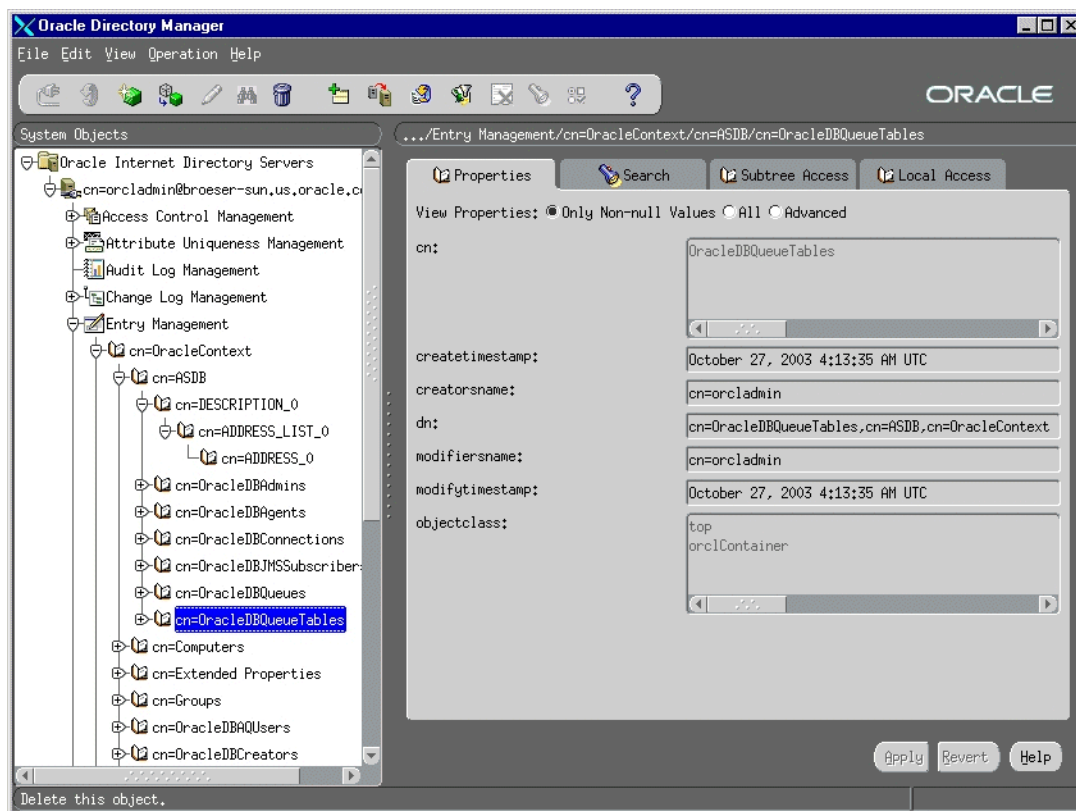 Oracle Directory Manager
File Edit View Operation Help
ORACLE
System Objects
.../Entry Management/cn=OracleContext/cn=ASDB/cn=OracleDBQueueTables
Oracle Internet Directory Servers
cn=orcladmin@broeser-sun.us.oracle.c
Access Control Management
Attribute Uniqueness Management
Audit Log Management
Change Log Management
Entry Management
cn=OracleContext
cn=ASDB
cn=DESCRIPTION_0
cn=ADDRESS_LIST_0
cn=ADDRESS_0
cn=OracleDBAdmins
cn=OracleDBAgents
cn=OracleDBConnections
cn=OracleDBJMSSubscriber
cn=OracleDBQueues
cn=OracleDBQueueTables
cn=Computers
cn=Extended Properties
cn=Groups
cn=OracleDBAQUsers
cn=OracleDBCreators
Properties Search Subtree Access Local Access
View Properties: Only Non-null Values All Advanced
cn: OracleDBQueueTables
createtimestamp: October 27, 2003 4:13:35 AM UTC
creatorsname: cn=orcladmin
dn: cn=OracleDBQueueTables,cn=ASDB,cn=OracleContext
modifiersname: cn=orcladmin
modifytimestamp: October 27, 2003 4:13:35 AM UTC
objectclass: top
orclContainer
Apply Revert Help
Delete this object.